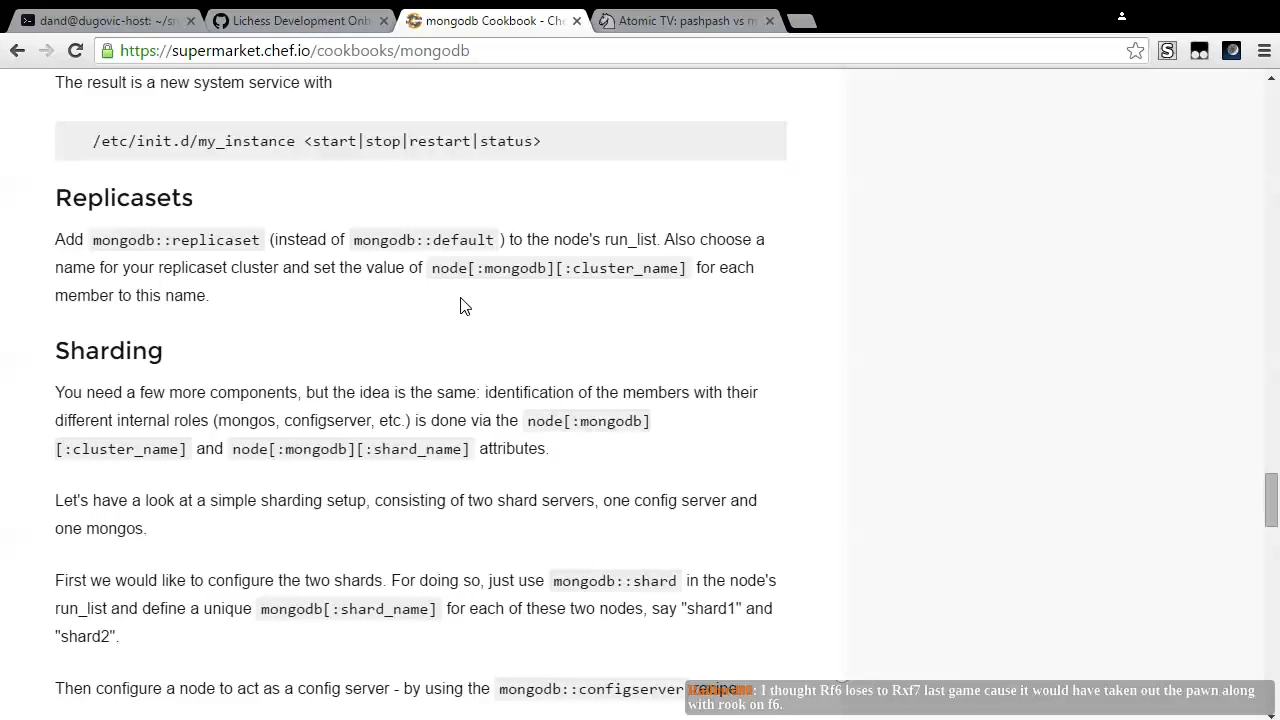 dand@dugovic-host: ~/sr
Lichess Development Onb
mongodb Cookbook - Che
Atomic TV: pashpash vs m
https://supermarket.chef.io/cookbooks/mongodb
The result is a new system service with
/etc/init.d/my_instance <start|stop|restart|status>
Replicasets
Add mongodb::replicaset (instead of mongodb::default ) to the node's run_list. Also choose a
name for your replicaset cluster and set the value of node[:mongodb][:cluster_name] for each
member to this name.
Sharding
You need a few more components, but the idea is the same: identification of the members with their
different internal roles (mongos, configserver, etc.) is done via the node[:mongodb]
[:cluster_name] and node[:mongodb][:shard_name] attributes.
Let's have a look at a simple sharding setup, consisting of two shard servers, one config server and
one mongos.
First we would like to configure the two shards. For doing so, just use mongodb::shard in the node's
run_list and define a unique mongodb[:shard_name] for each of these two nodes, say "shard1" and
"shard2".
Then configure a node to act as a config server - by using the mongodb::configserver recipe
: I thought Rf6 loses to Rxf7 last game cause it would have taken out the pawn along
with rook on f6.